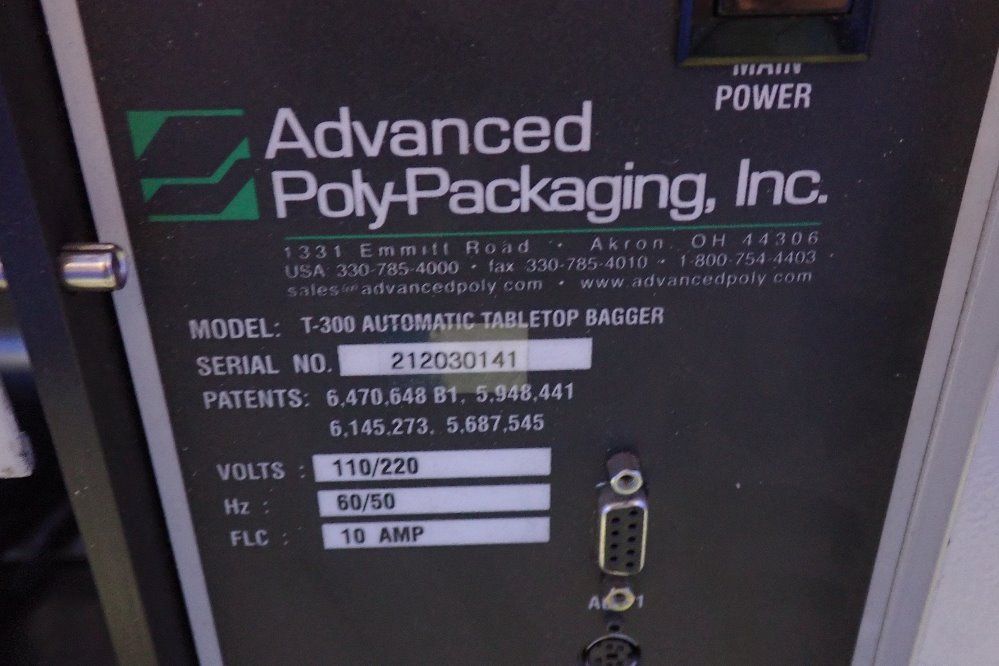 MAIN
POWER
Advanced
Poly-Packaging, Inc.
1331 Emmitt Road • Akron, OH 44306
USA 330-785-4000 • fax 330-785-4010 • 1-800-754-4403
sales@advancedpoly.com • www.advancedpoly.com
MODEL: T-300 AUTOMATIC TABLETOP BAGGER
SERIAL NO. 212030141
PATENTS: 6,470,648 B1, 5,948,441
6,145,273, 5,687,545
VOLTS : 110/220
Hz : 60/50
FLC : 10 AMP